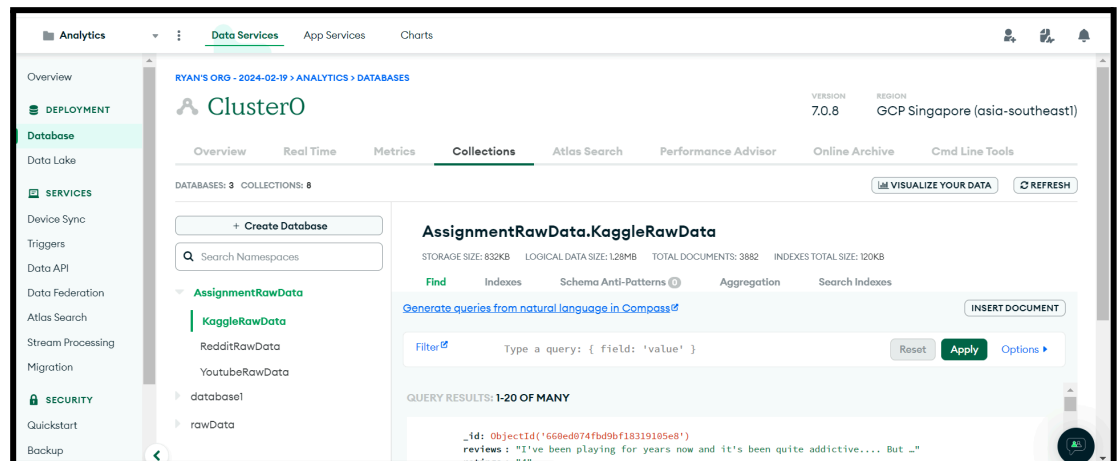 Analytics
Data Services App Services Charts
Overview
DEPLOYMENT
Database
Data Lake
SERVICES
Device Sync
Triggers
Data API
Data Federation
Atlas Search
Stream Processing
Migration
SECURITY
Quickstart
Backup
RYAN'S ORG - 2024-02-19 > ANALYTICS > DATABASES
Cluster0
VERSION
7.0.8
REGION
GCP Singapore (asia-southeast1)
Overview Real Time Metrics Collections Atlas Search Performance Advisor Online Archive Cmd Line Tools
DATABASES: 3 COLLECTIONS: 8
VISUALIZE YOUR DATA REFRESH
+ Create Database
Search Namespaces
AssignmentRawData
KaggleRawData
RedditRawData
YoutubeRawData
database1
rawData
AssignmentRawData.KaggleRawData
STORAGE SIZE: 832KB LOGICAL DATA SIZE: 1.28MB TOTAL DOCUMENTS: 3882 INDEXES TOTAL SIZE: 120KB
Find Indexes Schema Anti-Patterns 0 Aggregation Search Indexes
Generate queries from natural language in Compass
INSERT DOCUMENT
Filter Type a query: { field: 'value' } Reset Apply Options
QUERY RESULTS: 1-20 OF MANY
_id: ObjectId('660ed074fbd9bf18319105e8')
reviews : "I've been playing for years now and it's been quite addictive.... But …"